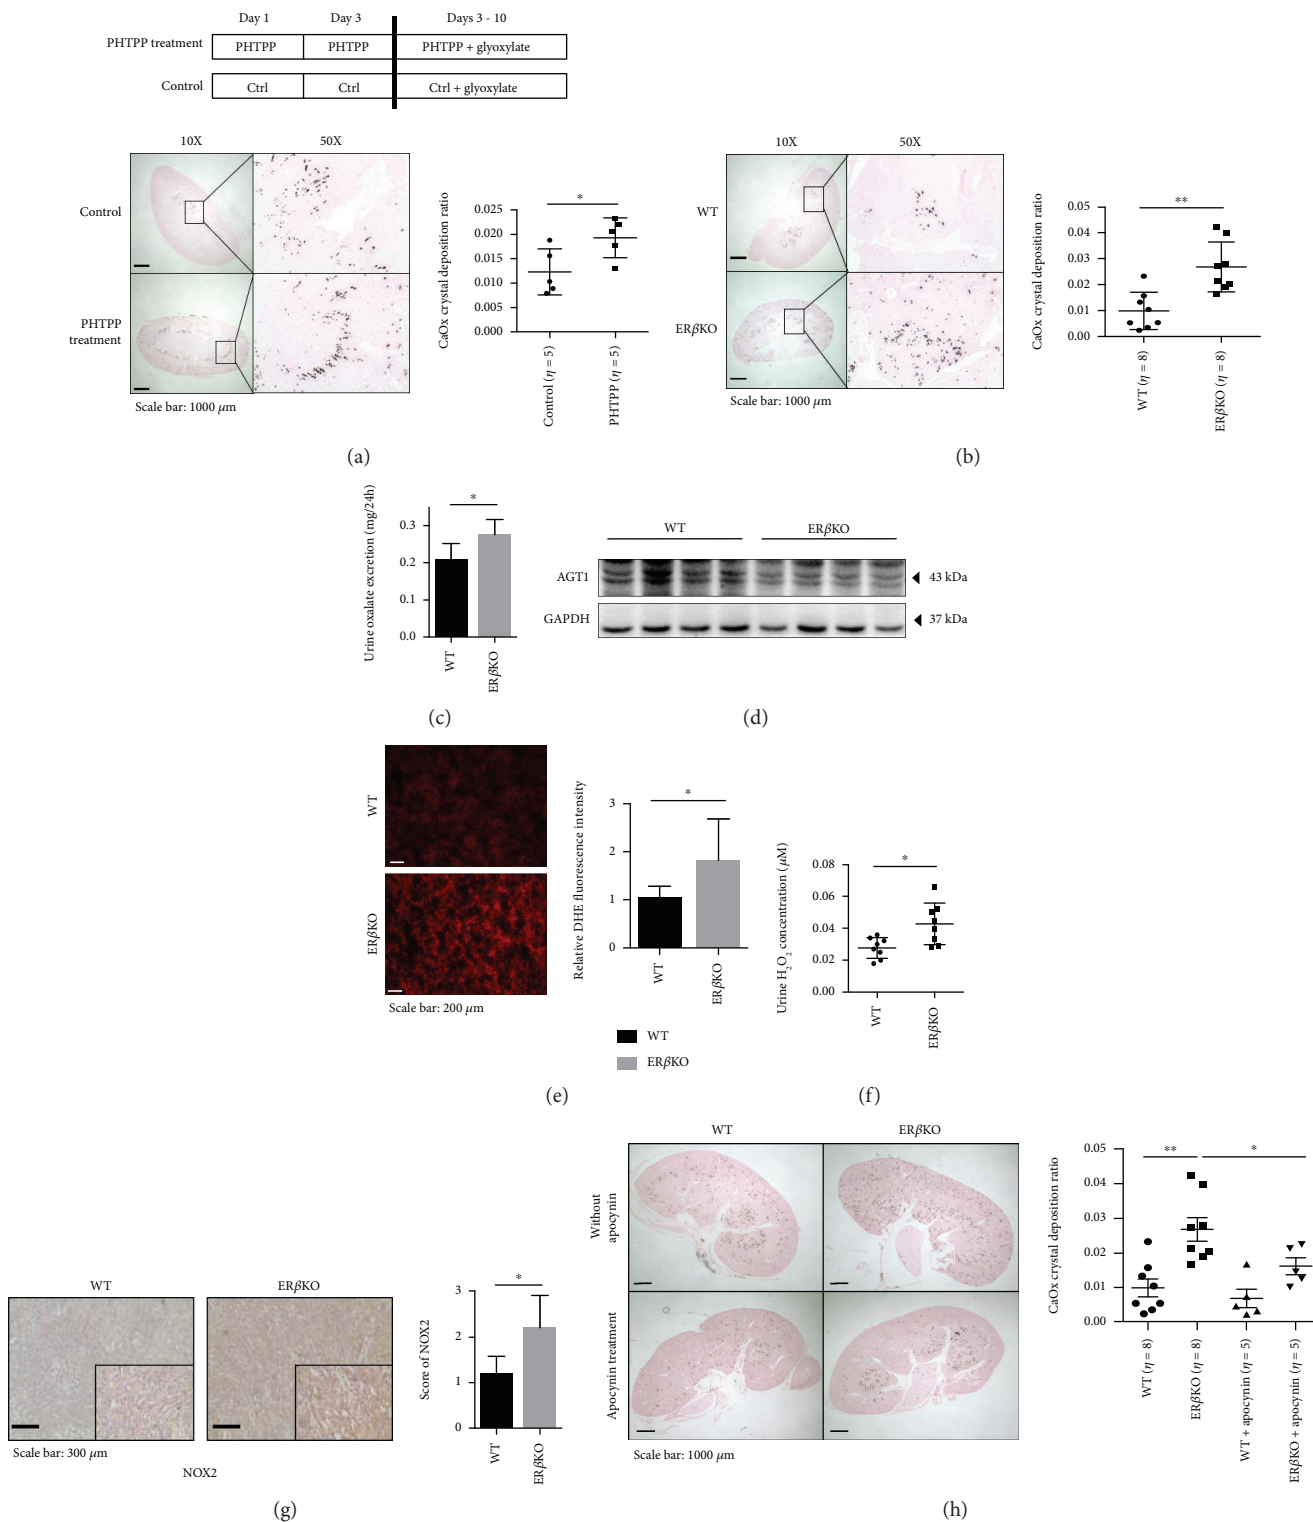 Day 1 Day 3 Days 3 - 10
PHTPP treatment PHTPP PHTPP PHTPP + glyoxylate
Control Ctrl Ctrl Ctrl + glyoxylate
10X 50X
Control
PHTPP
treatment
Scale bar: 1000 μm
CaOx crystal deposition ratio
0.025
0.020
0.015
0.010
0.005
0.000
*
Control (η = 5)
PHTPP (η = 5)
(a)
10X 50X
WT
ERβKO
Scale bar: 1000 μm
CaOx crystal deposition ratio
0.05
0.04
0.03
0.02
0.01
0.00
**
WT (η = 8)
ERβKO (η = 8)
(b)
Urine oxalate excretion (mg/24h)
0.3
0.2
0.1
0.0
*
WT
ERβKO
(c)
WT ERβKO
AGT1 43 kDa
GAPDH 37 kDa
(d)
WT
ERβKO
Scale bar: 200 μm
Relative DHE fluorescence intensity
3
2
1
0
*
WT
ERβKO
WT
ERβKO
(e)
Urine H2O2 concentration (μM)
0.08
0.06
0.04
0.02
0.00
*
WT
ERβKO
(f)
WT ERβKO
Scale bar: 300 μm
NOX2
Score of NOX2
3
2
1
0
*
WT
ERβKO
(g)
WT ERβKO
Without
apocynin
Apocynin treatment
Scale bar: 1000 μm
CaOx crystal deposition ratio
0.05
0.04
0.03
0.02
0.01
0.00
** *
WT (η = 8)
ERβKO (η = 8)
WT + apocynin (η = 5)
ERβKO + apocynin (η = 5)
(h)